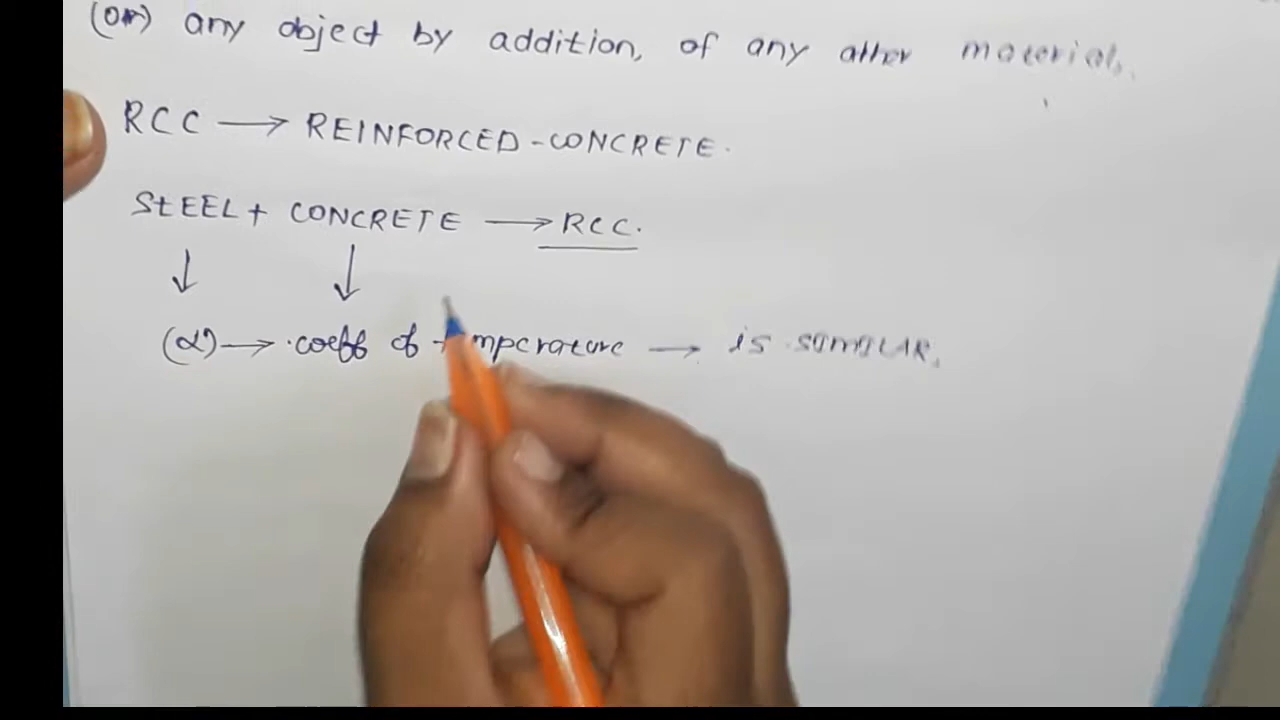 (Or) any object by addition, of any other material.
RCC → REINFORCED-CONCRETE.
STEEL + CONCRETE → RCC.
↓ ↓
(α) → coeff of temperature → is SIMILAR.